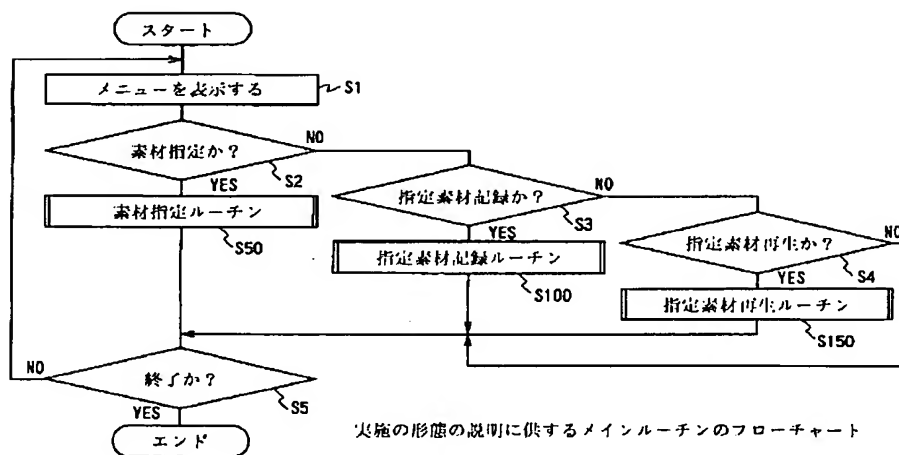 スタート
メニューを表示する
S1
素材指定か?
NO
S2
YES
素材指定ルーチン
S50
指定素材記録か?
NO
S3
YES
指定素材記録ルーチン
S100
指定素材再生か?
NO
S4
YES
指定素材再生ルーチン
S150
終了か?
NO
S5
YES
エンド
実施の形態の説明に供するメインルーチンのフローチャート